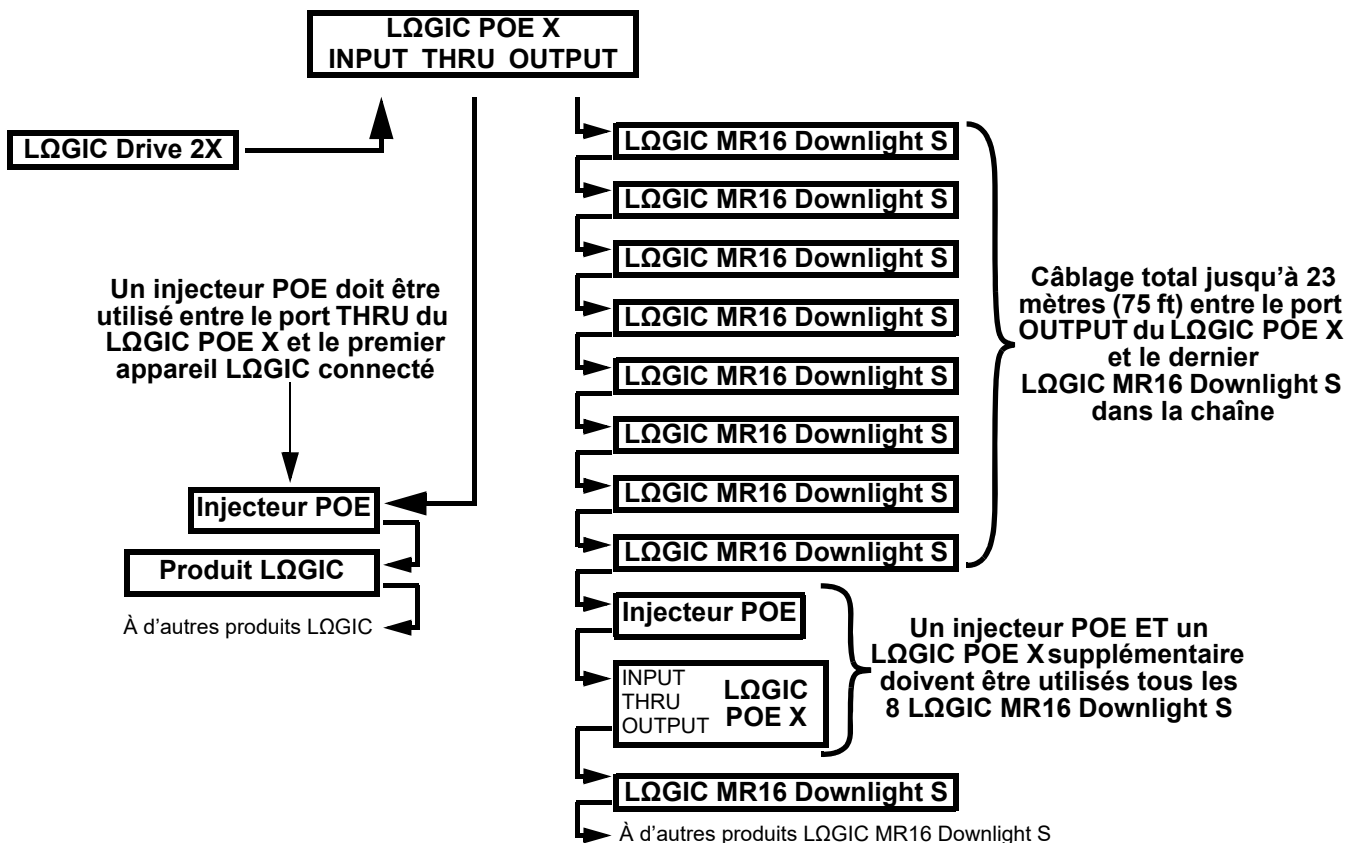 LΩGIC POE X
INPUT THRU OUTPUT
LΩGIC Drive 2X
Un injecteur POE doit être
utilisé entre le port THRU du
LΩGIC POE X et le premier
appareil LΩGIC connecté
Injecteur POE
Produit LΩGIC
À d'autres produits LΩGIC
LΩGIC MR16 Downlight S
LΩGIC MR16 Downlight S
LΩGIC MR16 Downlight S
LΩGIC MR16 Downlight S
LΩGIC MR16 Downlight S
LΩGIC MR16 Downlight S
LΩGIC MR16 Downlight S
LΩGIC MR16 Downlight S
Câblage total jusqu'à 23
mètres (75 ft) entre le port
OUTPUT du LΩGIC POE X
et le dernier
LΩGIC MR16 Downlight S
dans la chaîne
Injecteur POE
INPUT
THRU
OUTPUT
LΩGIC
POE X
Un injecteur POE ET un
LΩGIC POE X supplémentaire
doivent être utilisés tous les
8 LΩGIC MR16 Downlight S
LΩGIC MR16 Downlight S
À d'autres produits LΩGIC MR16 Downlight S